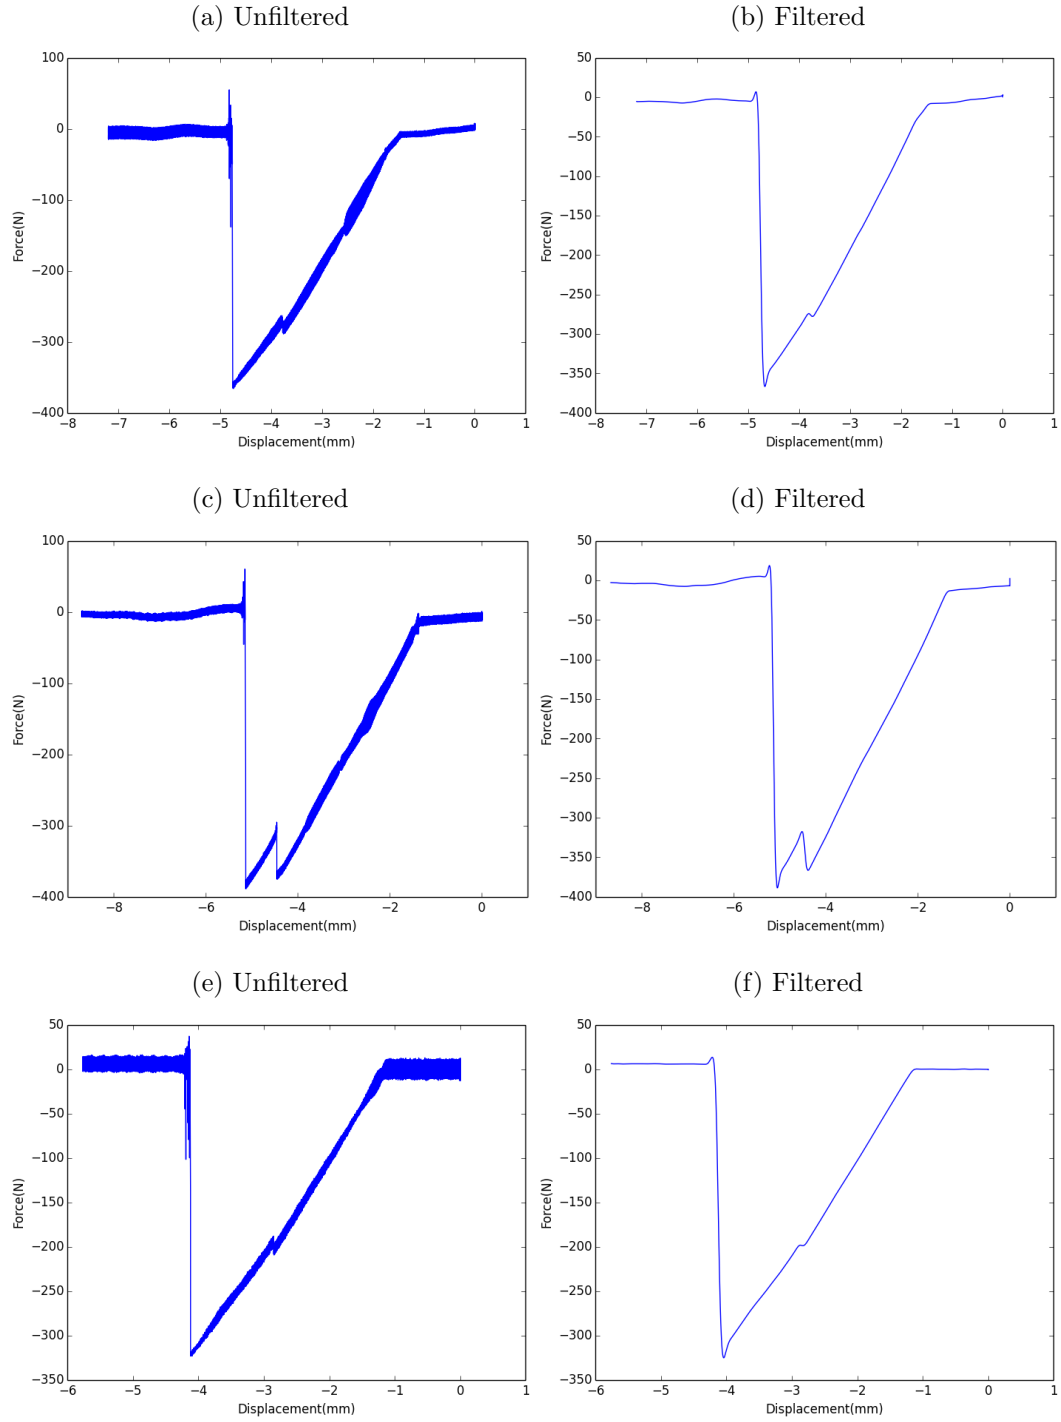 (a) Unfiltered
(b) Filtered
100
0
−100
−200
−300
−400
Force(N)
−8 −7 −6 −5 −4 −3 −2 −1 0 1
Displacement(mm)
50
0
−50
−100
−150
−200
−250
−300
−350
−400
Force(N)
−8 −7 −6 −5 −4 −3 −2 −1 0 1
Displacement(mm)
(c) Unfiltered
(d) Filtered
100
0
−100
−200
−300
−400
Force(N)
−8 −6 −4 −2 0
Displacement(mm)
50
0
−50
−100
−150
−200
−250
−300
−350
−400
Force(N)
−8 −6 −4 −2 0
Displacement(mm)
(e) Unfiltered
(f) Filtered
50
0
−50
−100
−150
−200
−250
−300
−350
Force(N)
−6 −5 −4 −3 −2 −1 0 1
Displacement(mm)
50
0
−50
−100
−150
−200
−250
−300
−350
Force(N)
−6 −5 −4 −3 −2 −1 0 1
Displacement(mm)